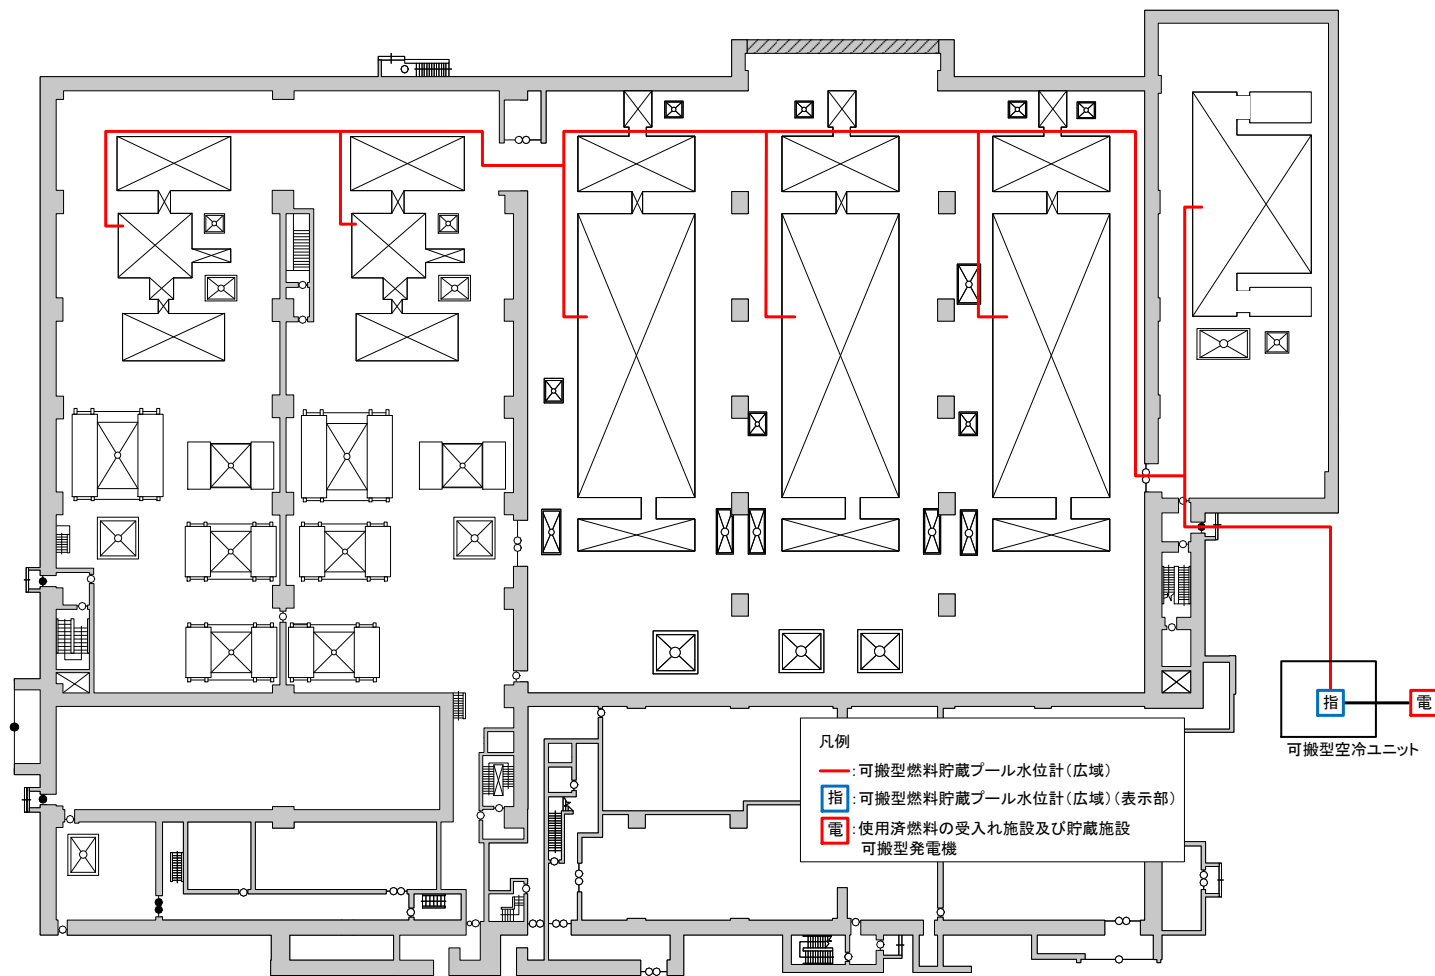 指
電
可搬型空冷ユニット
凡例
:可搬型燃料貯蔵プール水位計(広域)
指:可搬型燃料貯蔵プール水位計(広域)(表示部)
電:使用済燃料の受入れ施設及び貯蔵施設
可搬型発電機